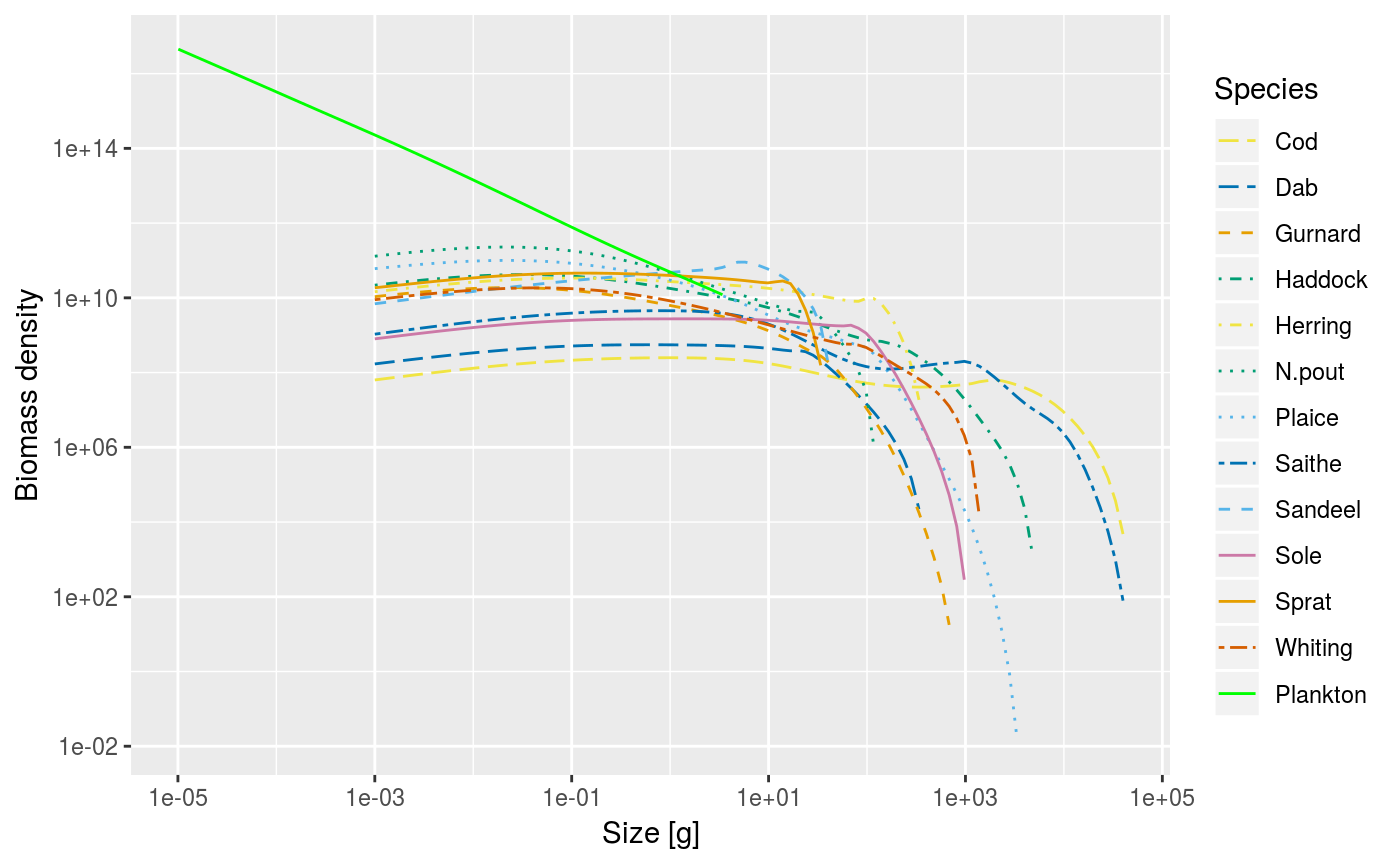 Biomass density
1e+14
1e+10
1e+06
1e+02
1e-02
1e-05
1e-03
1e-01
1e+01
1e+03
1e+05
Size [g]
Species
Cod
Dab
Gurnard
Haddock
Herring
N.pout
Plaice
Saithe
Sandeel
Sole
Sprat
Whiting
Plankton